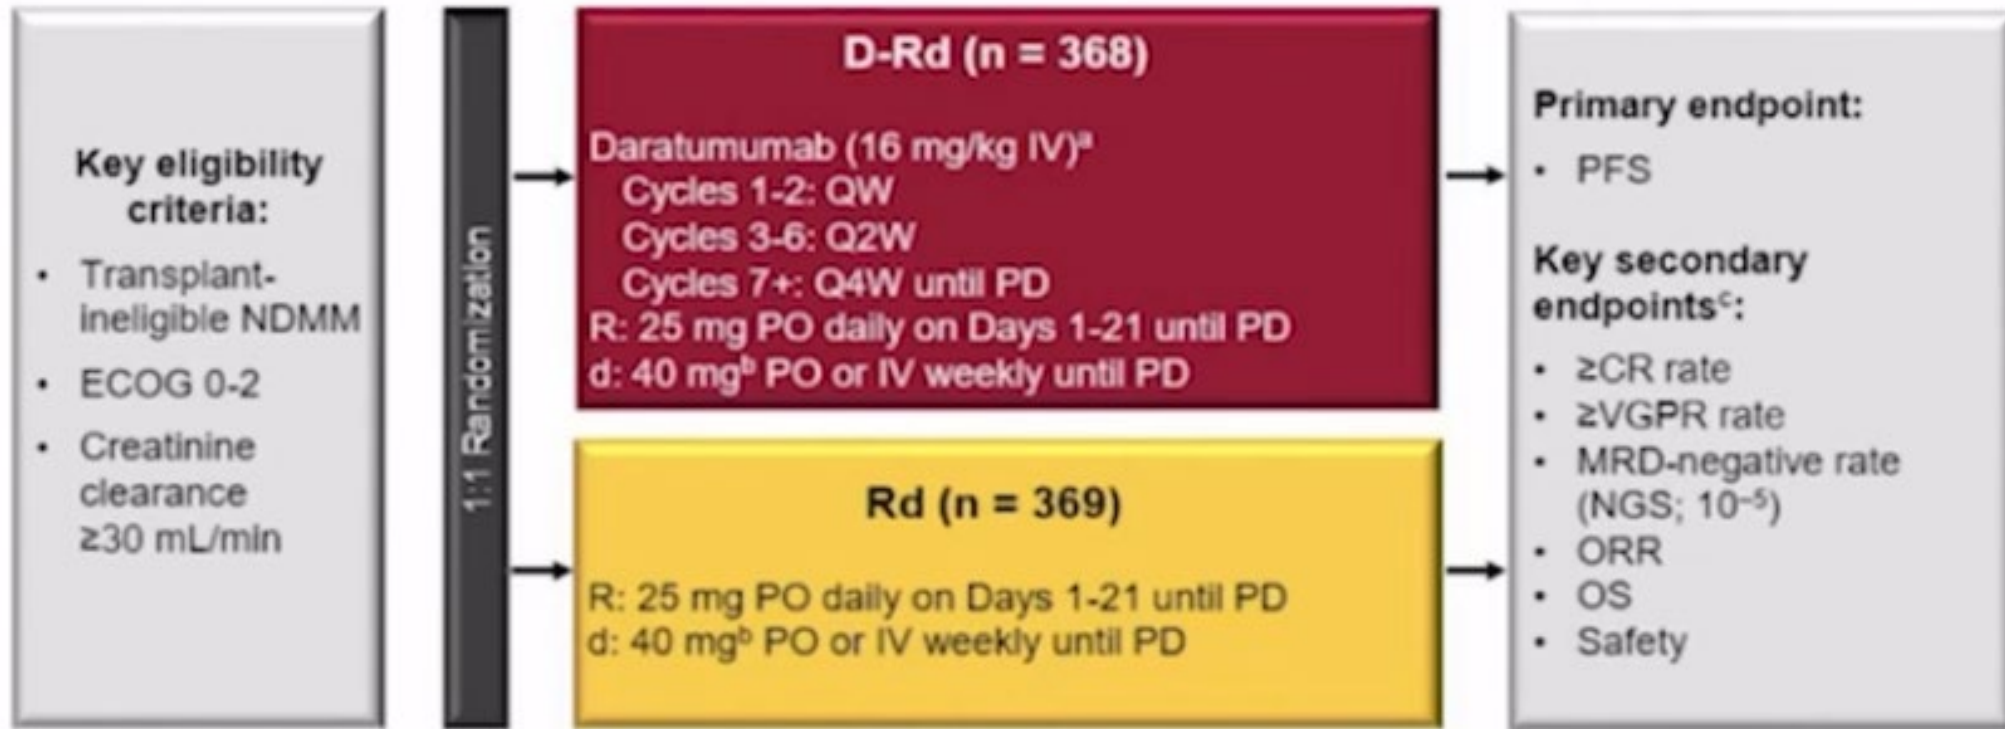 Key eligibility
criteria:
• Transplant-
ineligible NDMM
• ECOG 0-2
• Creatinine
clearance
≥30 mL/min
1:1 Randomization
D-Rd (n = 368)
Daratumumab (16 mg/kg IV)ᵃ
Cycles 1-2: QW
Cycles 3-6: Q2W
Cycles 7+: Q4W until PD
R: 25 mg PO daily on Days 1-21 until PD
d: 40 mgᵇ PO or IV weekly until PD
Rd (n = 369)
R: 25 mg PO daily on Days 1-21 until PD
d: 40 mgᵇ PO or IV weekly until PD
Primary endpoint:
• PFS
Key secondary
endpointsᶜ:
• ≥CR rate
• ≥VGPR rate
• MRD-negative rate
(NGS; 10⁻⁵)
• ORR
• OS
• Safety